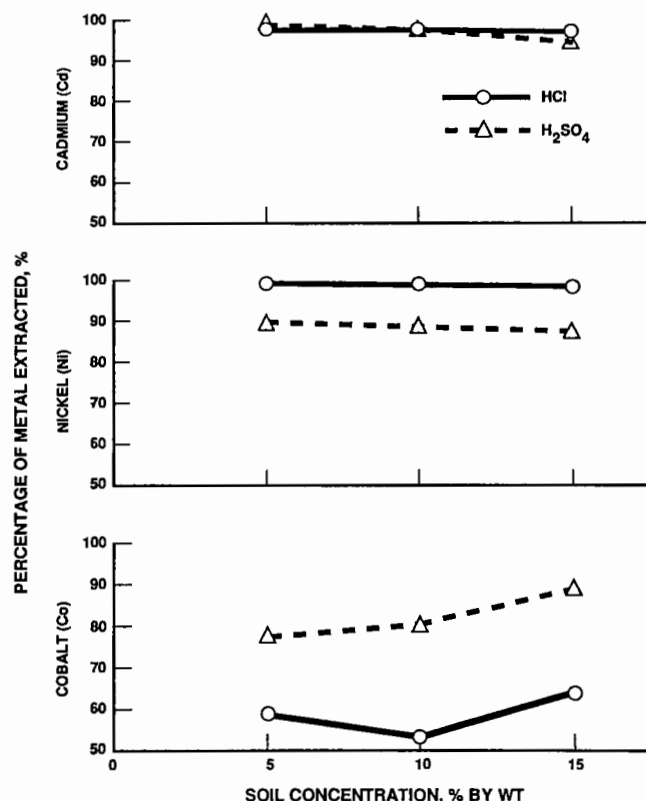 PERCENTAGE OF METAL EXTRACTED, %
CADMIUM (Cd)
100
90
80
70
60
50
HCl
H₂SO₄
NICKEL (Ni)
100
90
80
70
60
50
COBALT (Co)
100
90
80
70
60
50
0 5 10 15
SOIL CONCENTRATION, % BY WT